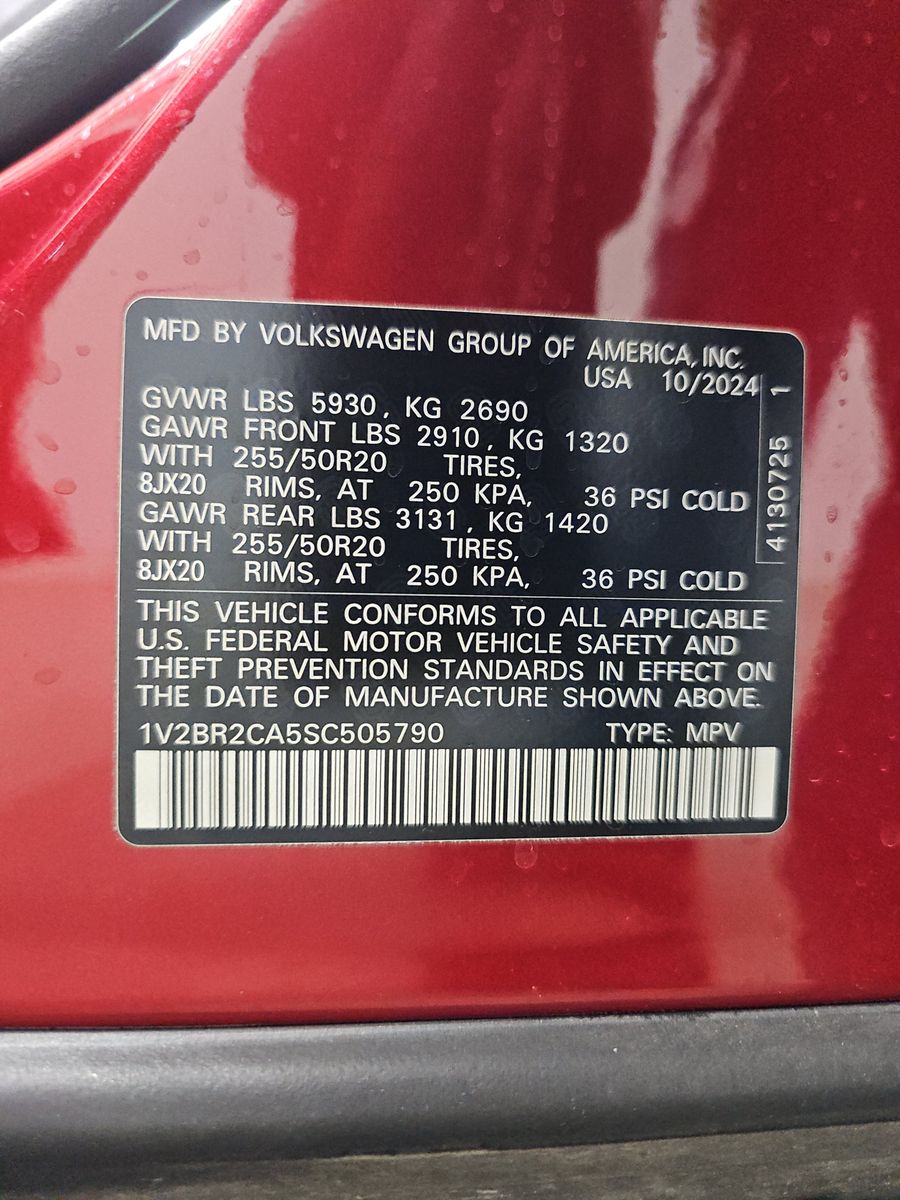 MFD BY VOLKSWAGEN GROUP OF AMERICA, INC.
USA 10/2024
GVWR LBS 5930, KG 2690
GAWR FRONT LBS 2910, KG 1320
WITH 255/50R20 TIRES,
8JX20 RIMS, AT 250 KPA, 36 PSI COLD
GAWR REAR LBS 3131, KG 1420
WITH 255/50R20 TIRES,
8JX20 RIMS, AT 250 KPA, 36 PSI COLD
4130725 1
THIS VEHICLE CONFORMS TO ALL APPLICABLE
U.S. FEDERAL MOTOR VEHICLE SAFETY AND
THEFT PREVENTION STANDARDS IN EFFECT ON
THE DATE OF MANUFACTURE SHOWN ABOVE.
1V2BR2CA5SC505790 TYPE: MPV